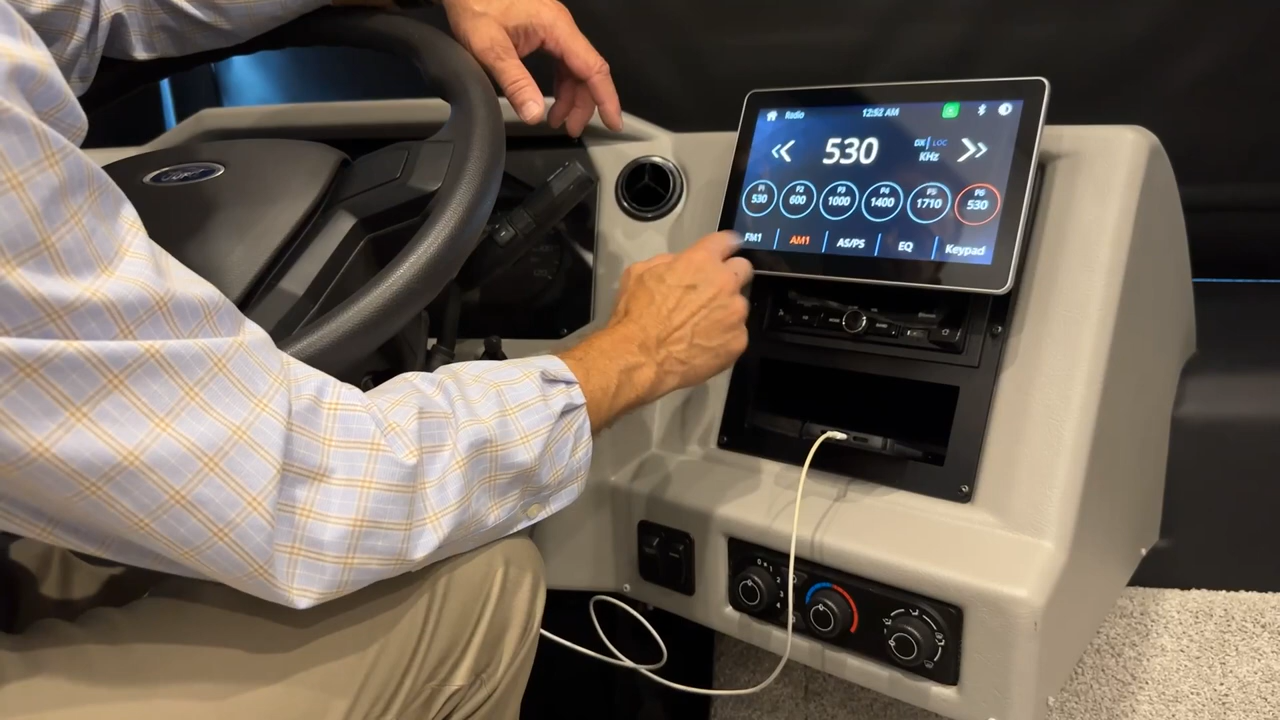 Ford
Radio 12:52 AM
530 DX LOC
KHz
P1 P2 P3 P4 P5 P6
530 600 1000 1400 1710 530
FM1 AM1 AS/PS EQ Keypad